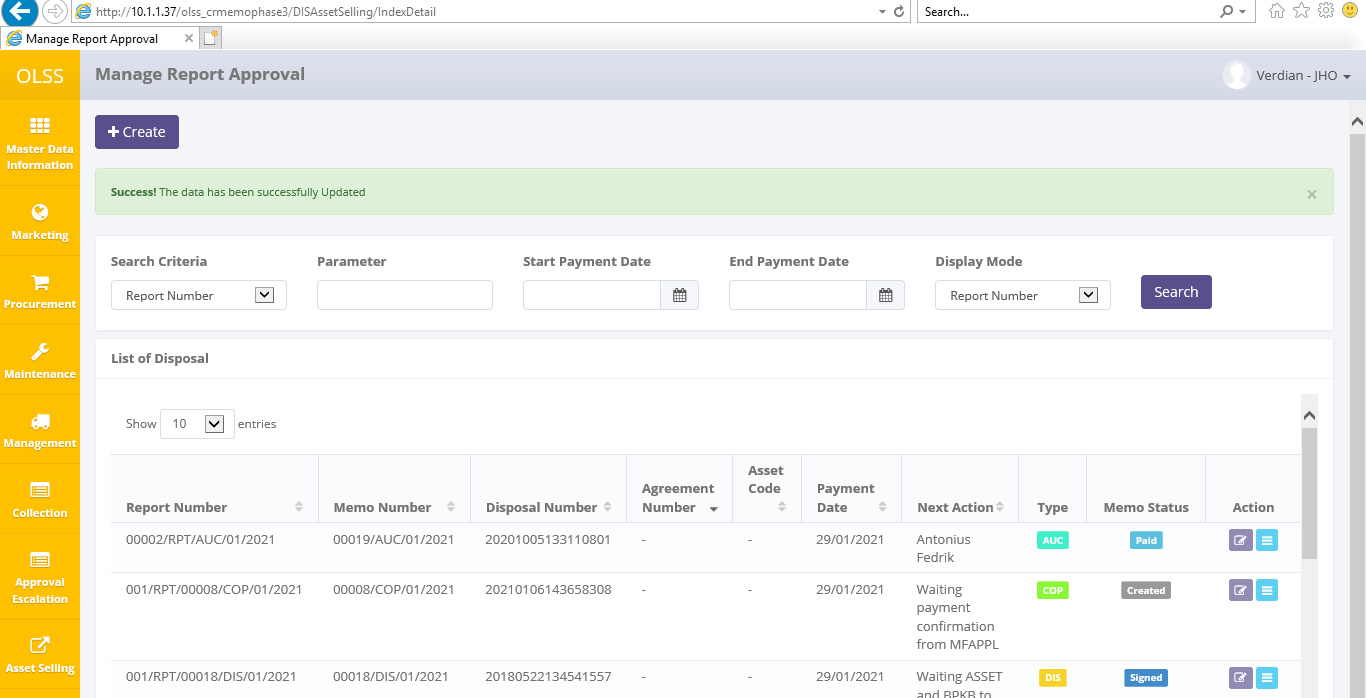 http://10.1.1.37/olss_crmemophase3/DISAssetSelling/IndexDetail
Search...
Manage Report Approval
OLSS
Manage Report Approval
Verdian - JHO
Master Data
Information
Marketing
Procurement
Maintenance
Management
Collection
Approval
Escalation
Asset Selling
Create
Success! The data has been successfully Updated
×
Search Criteria
Parameter
Start Payment Date
End Payment Date
Display Mode
Report Number
Report Number
Search
List of Disposal
Show 10 entries
Report Number
Memo Number
Disposal Number
Agreement
Number
Asset
Code
Payment
Date
Next Action
Type
Memo Status
Action
00002/RPT/AUC/01/2021
00019/AUC/01/2021
20201005133110801
-
-
29/01/2021
Antonius
Fedrik
AUC
Paid
001/RPT/00008/COP/01/2021
00008/COP/01/2021
20210106143658308
-
-
29/01/2021
Waiting
payment
confirmation
from MFAPPL
COP
Created
001/RPT/00018/DIS/01/2021
00018/DIS/01/2021
20180522134541557
-
-
29/01/2021
Waiting ASSET
and BPKB to
DIS
Signed